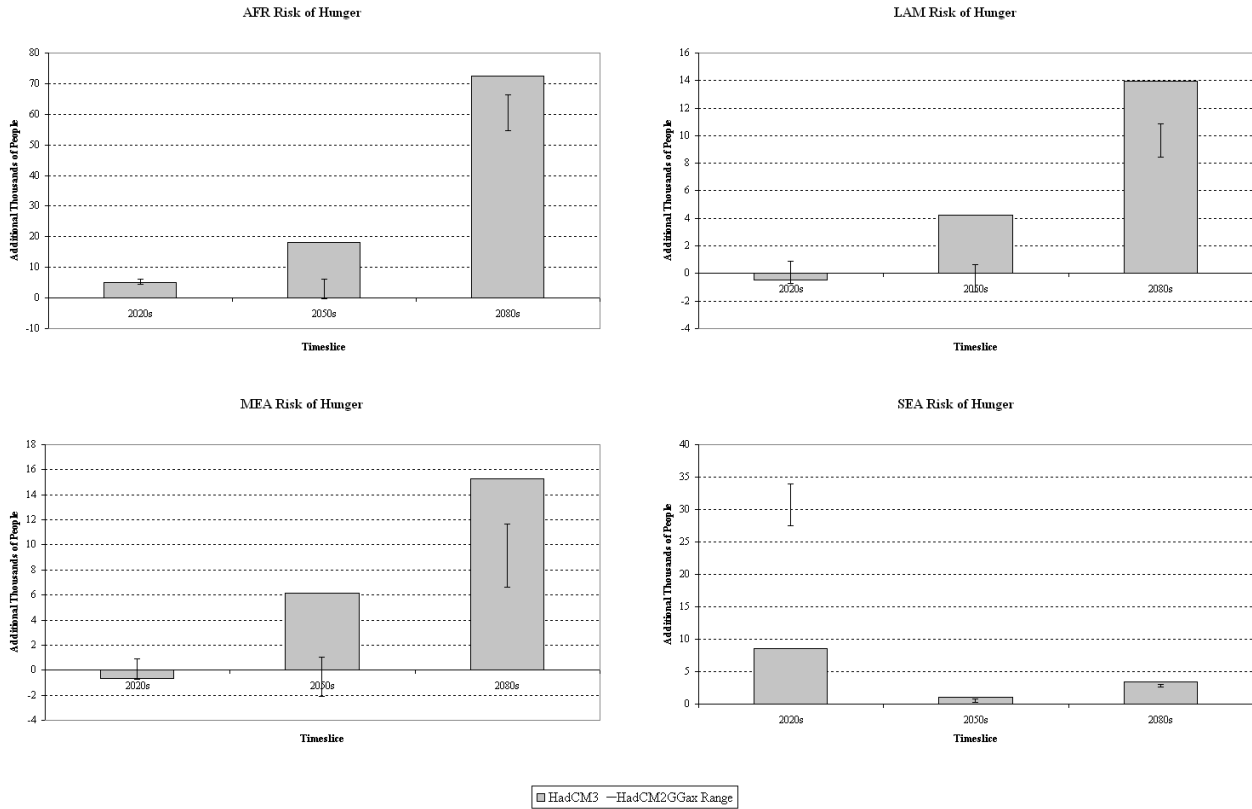 AFR Risk of Hunger
80
70
60
50
40
30
20
10
0
-10
Additional Thousands of People
2020s 2050s 2080s
Timeslice
LAM Risk of Hunger
16
14
12
10
8
6
4
2
0
-2
-4
Additional Thousands of People
2020s 2050s 2080s
Timeslice
MEA Risk of Hunger
18
16
14
12
10
8
6
4
2
0
-2
-4
Additional Thousands of People
2020s 2050s 2080s
Timeslice
SEA Risk of Hunger
40
35
30
25
20
15
10
5
0
Additional Thousands of People
2020s 2050s 2080s
Timeslice
HadCM3 HadCM2GGax Range